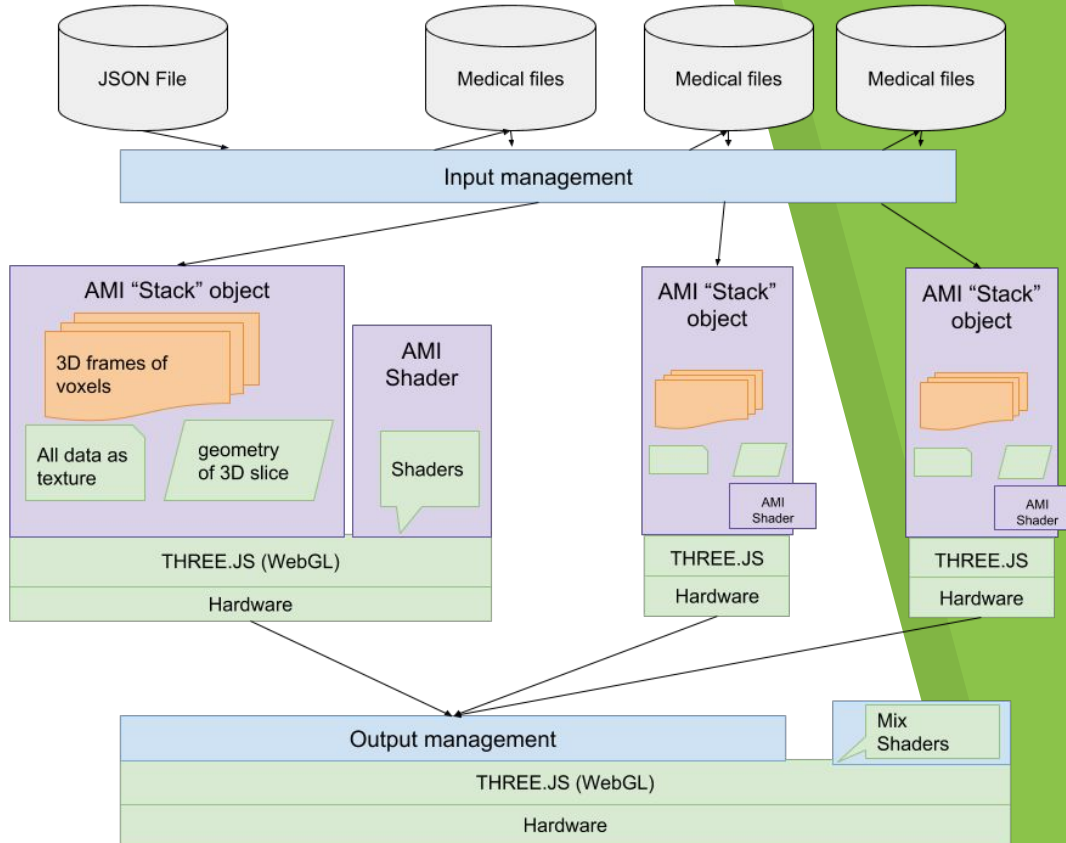 JSON File
Medical files
Medical files
Medical files
Input management
AMI “Stack” object
3D frames of
voxels
All data as
texture
geometry
of 3D slice
AMI
Shader
Shaders
THREE.JS (WebGL)
Hardware
AMI “Stack”
object
AMI
Shader
THREE.JS
Hardware
AMI “Stack”
object
AMI
Shader
THREE.JS
Hardware
Output management
Mix
Shaders
THREE.JS (WebGL)
Hardware